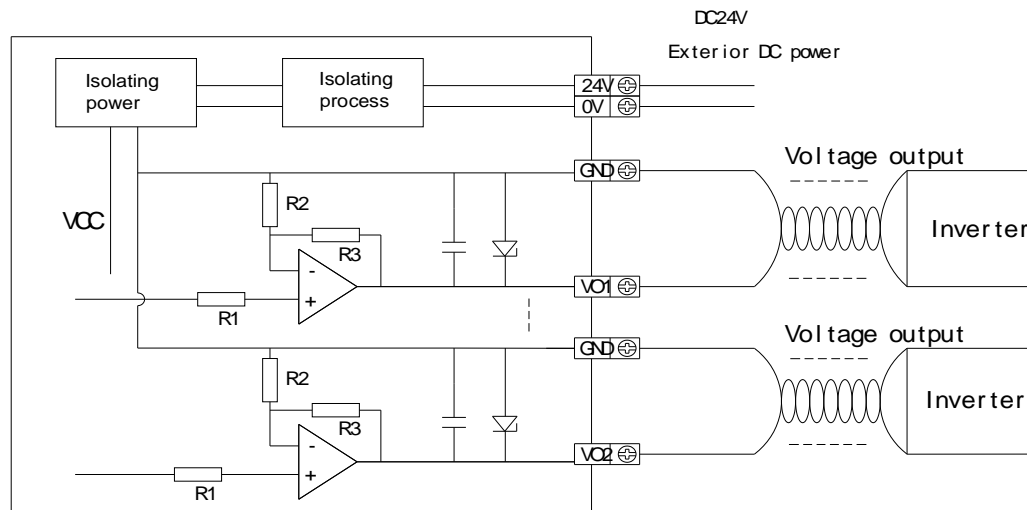 DC24V
Exterior DC power
Isolating
power
Isolating
process
24V
0V
GND
Voltage output
R2
VCC
R3
Inverter
-
+
VO1
R1
GND
Voltage output
R2
R3
Inverter
-
+
VO2
R1